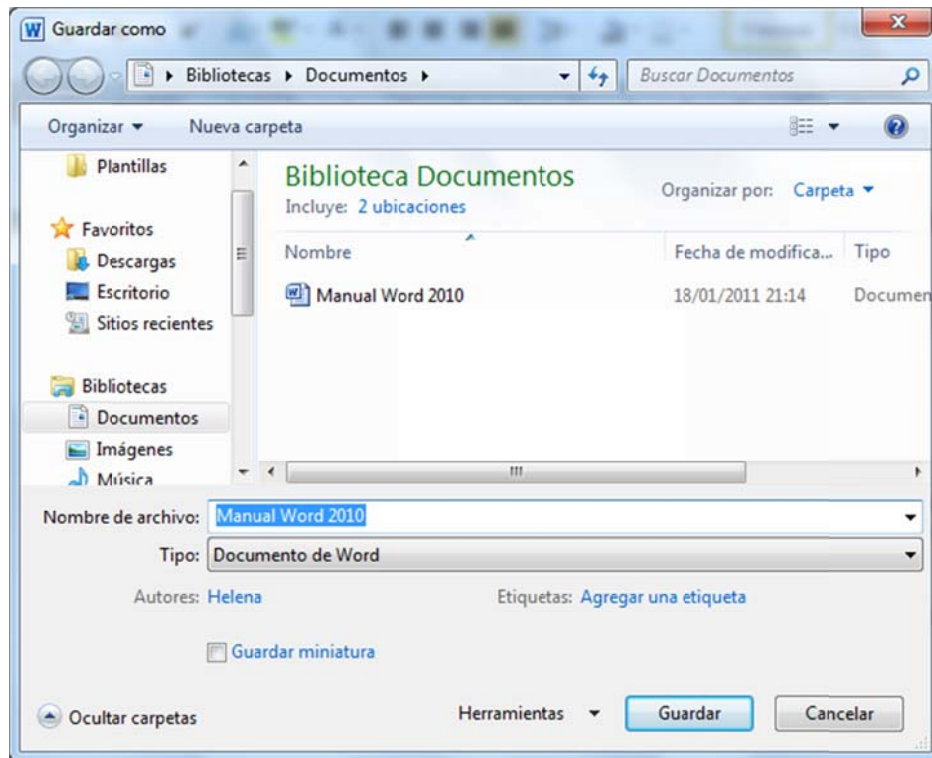 Guardar como
Bibliotecas Documentos Buscar Documentos
Organizar Nueva carpeta
Plantillas
Favoritos
Descargas
Escritorio
Sitios recientes
Bibliotecas
Documentos
Imágenes
Música
Biblioteca Documentos
Incluye: 2 ubicaciones
Organizar por: Carpeta
Nombre Fecha de modifica... Tipo
Manual Word 2010 18/01/2011 21:14 Documen
Nombre de archivo: Manual Word 2010
Tipo: Documento de Word
Autores: Helena Etiquetas: Agregar una etiqueta
Guardar miniatura
Ocultar carpetas Herramientas Guardar Cancelar